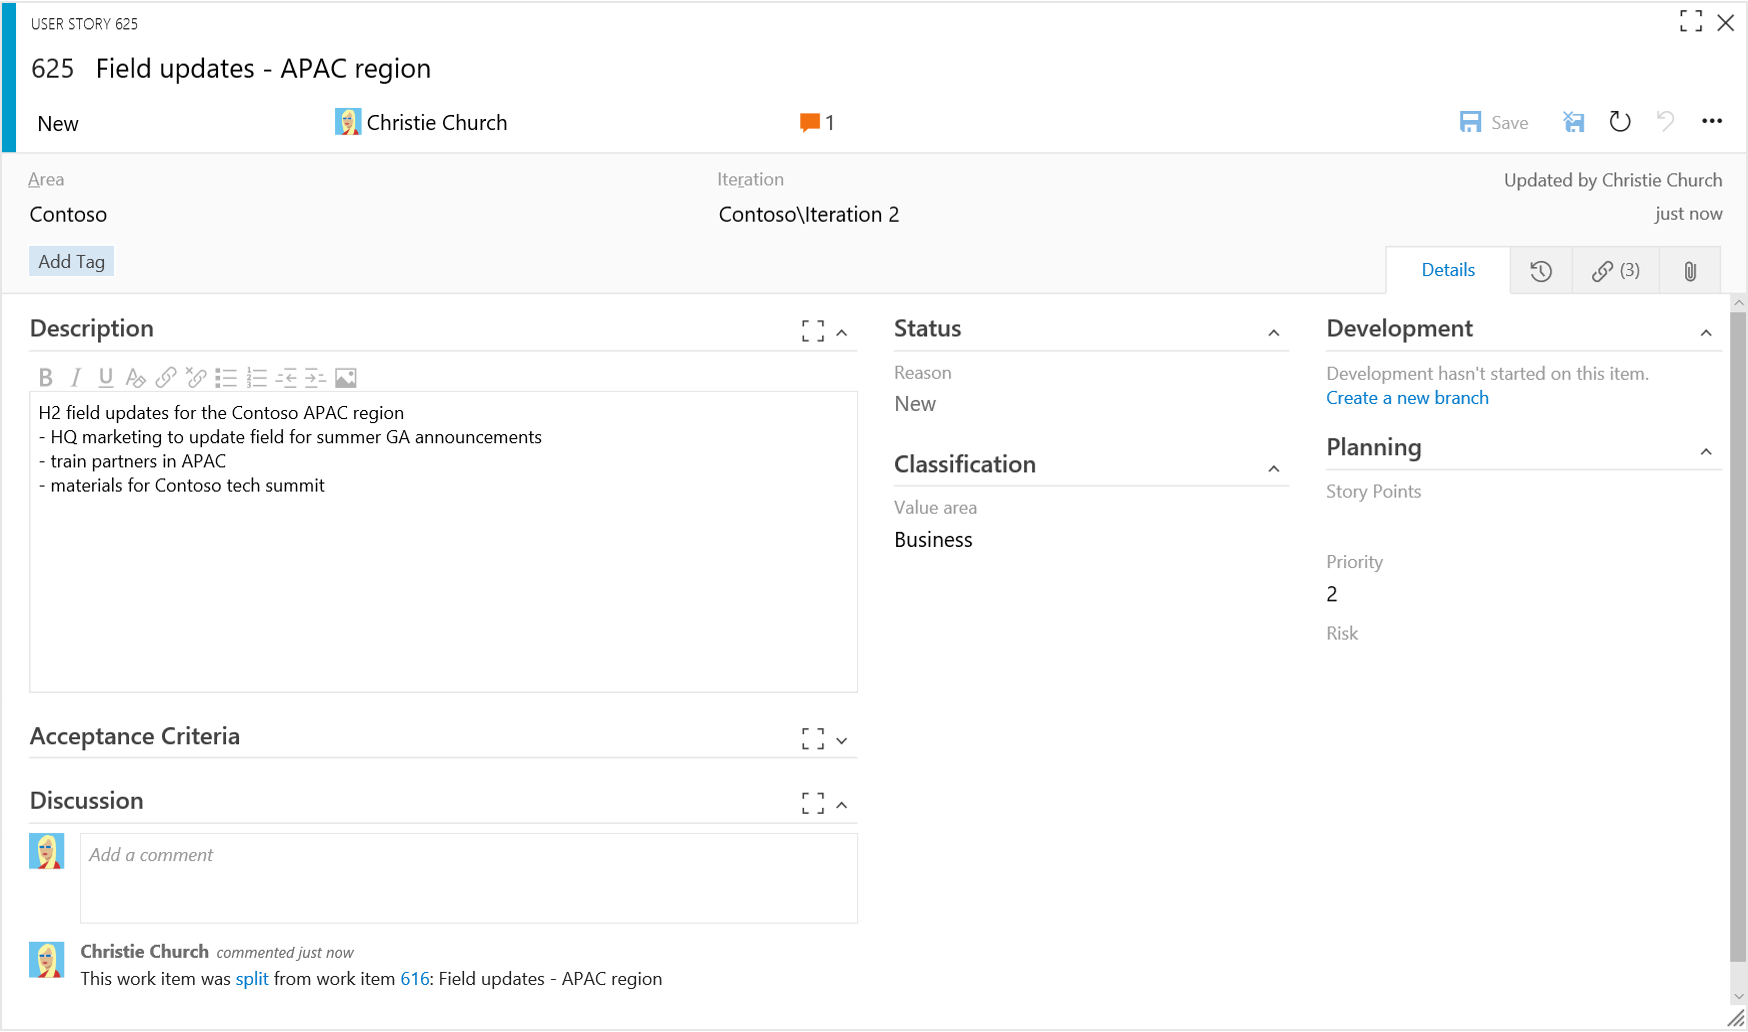 USER STORY 625
625 Field updates - APAC region
New
Christie Church
1
Save
Area
Contoso
Iteration
Contoso\Iteration 2
Updated by Christie Church
just now
Add Tag
Details
(3)
Description
B I U
H2 field updates for the Contoso APAC region
- HQ marketing to update field for summer GA announcements
- train partners in APAC
- materials for Contoso tech summit
Acceptance Criteria
Discussion
Add a comment
Christie Church commented just now
This work item was split from work item 616: Field updates - APAC region
Status
Reason
New
Classification
Value area
Business
Development
Development hasn't started on this item.
Create a new branch
Planning
Story Points
Priority
2
Risk